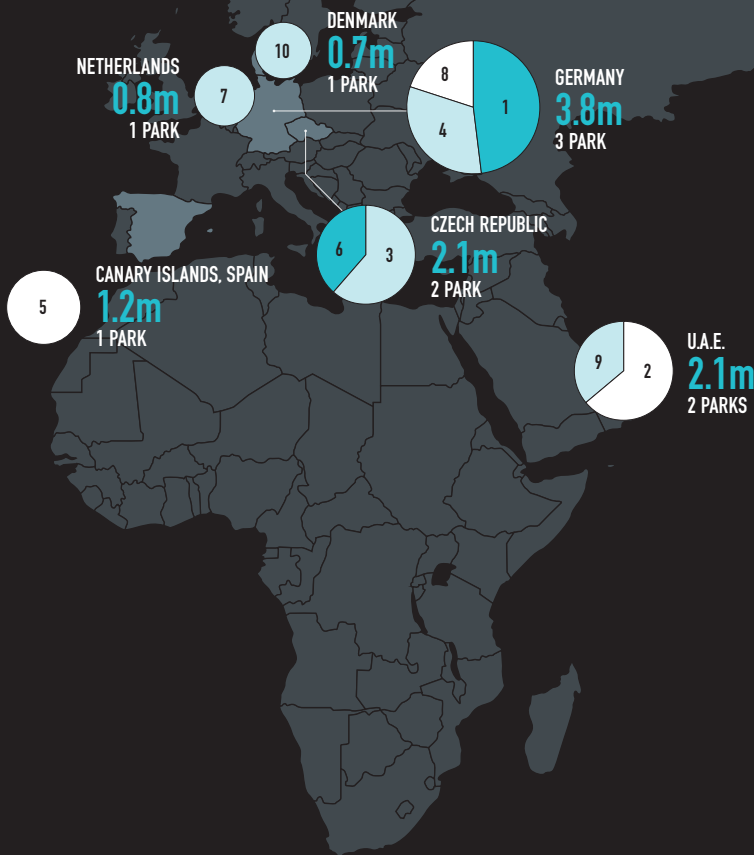 DENMARK
0.7m
1 PARK
10
NETHERLANDS
0.8m
1 PARK
7
GERMANY
3.8m
3 PARK
8
1
4
CZECH REPUBLIC
2.1m
2 PARK
6
3
CANARY ISLANDS, SPAIN
1.2m
1 PARK
5
U.A.E.
2.1m
2 PARKS
9
2